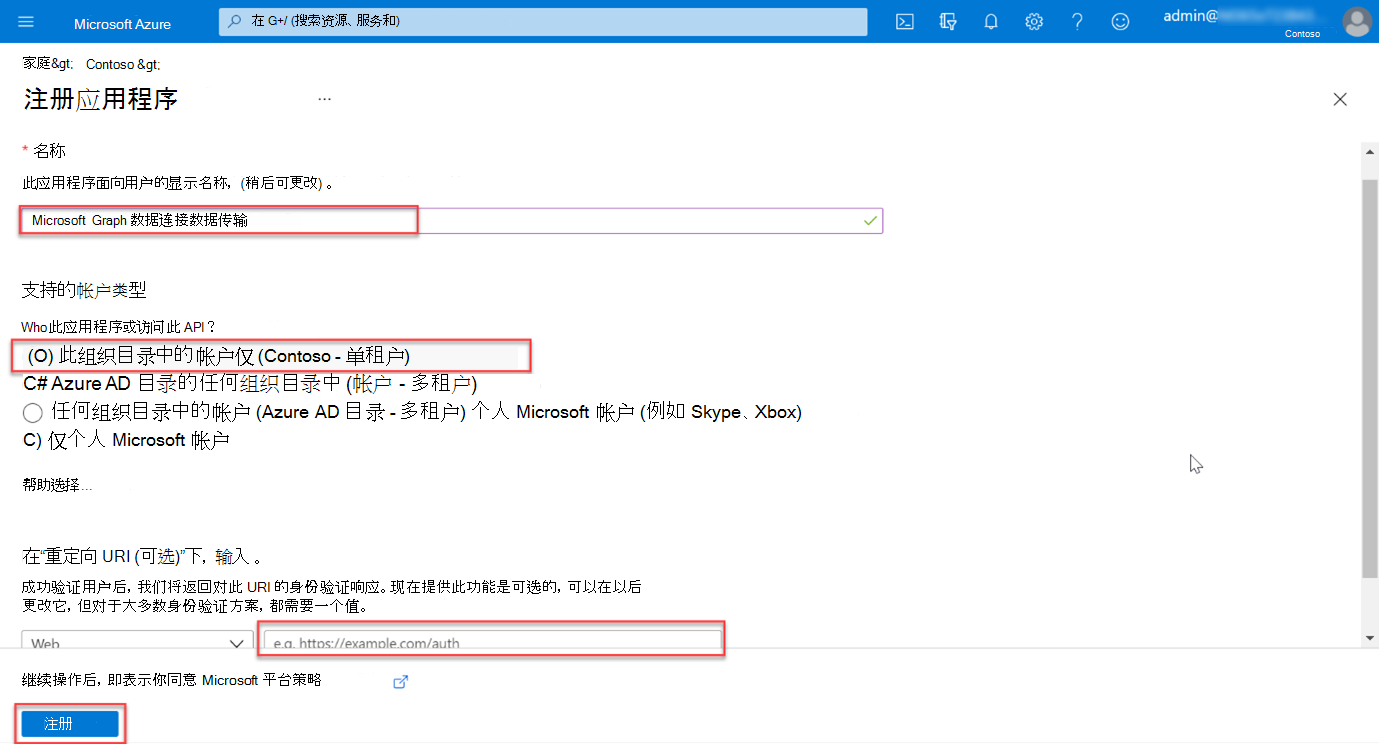 Microsoft Azure
在 G+/ (搜索资源、服务和)
admin@
Contoso
家庭&gt; Contoso &gt;
注册应用程序 ...
* 名称
此应用程序面向用户的显示名称，(稍后可更改) 。
Microsoft Graph 数据连接数据传输
支持的帐户类型
Who此应用程序或访问此 API？
(O) 此组织目录中的帐户仅 (Contoso - 单租户)
C# Azure AD 目录的任何组织目录中 (帐户 - 多租户)
任何组织目录中的帐户 (Azure AD 目录 - 多租户) 个人 Microsoft 帐户 (例如 Skype、Xbox)
C) 仅个人 Microsoft 帐户
帮助选择...
在“重定向 URI (可选)”下，输入 。
成功验证用户后，我们将返回对此 URI 的身份验证响应。现在提供此功能是可选的，可以在以后
更改它，但对于大多数身份验证方案，都需要一个值。
Web
e.g. https://example.com/auth
继续操作后，即表示你同意 Microsoft 平台策略
注册